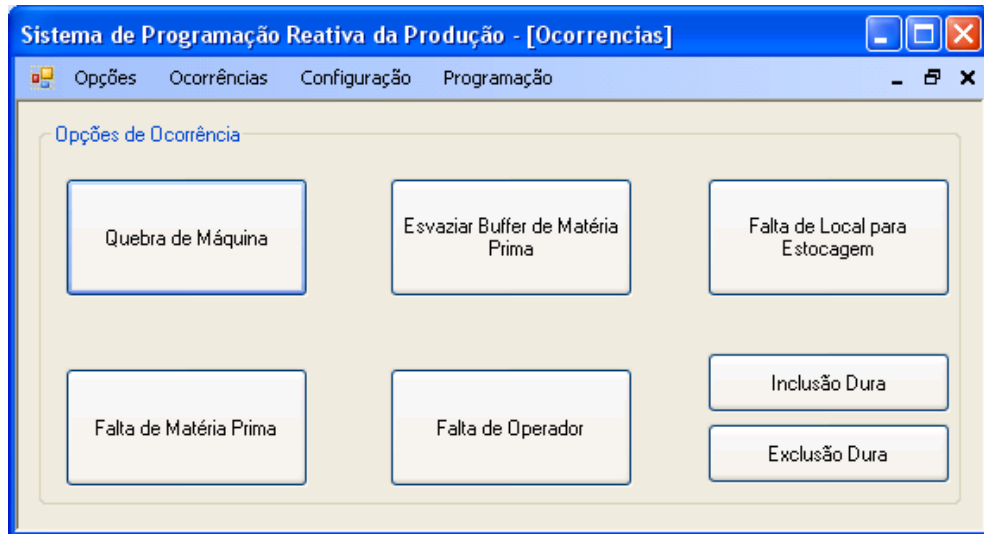 Sistema de Programação Reativa da Produção - [Ocorrencias]
Opções Ocorrências Configuração Programação
Opções de Ocorrência
Quebra de Máquina
Esvaziar Buffer de Matéria
Prima
Falta de Local para
Estocagem
Falta de Matéria Prima
Falta de Operador
Inclusão Dura
Exclusão Dura